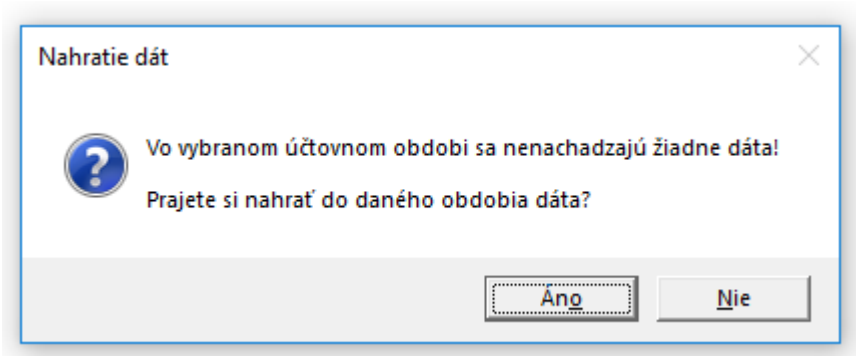 Nahratie dát
Vo vybranom účtovnom obdobi sa nenachadzajú žiadne dáta!
Prajete si nahrať do daného obdobia dáta?
Áno
Nie